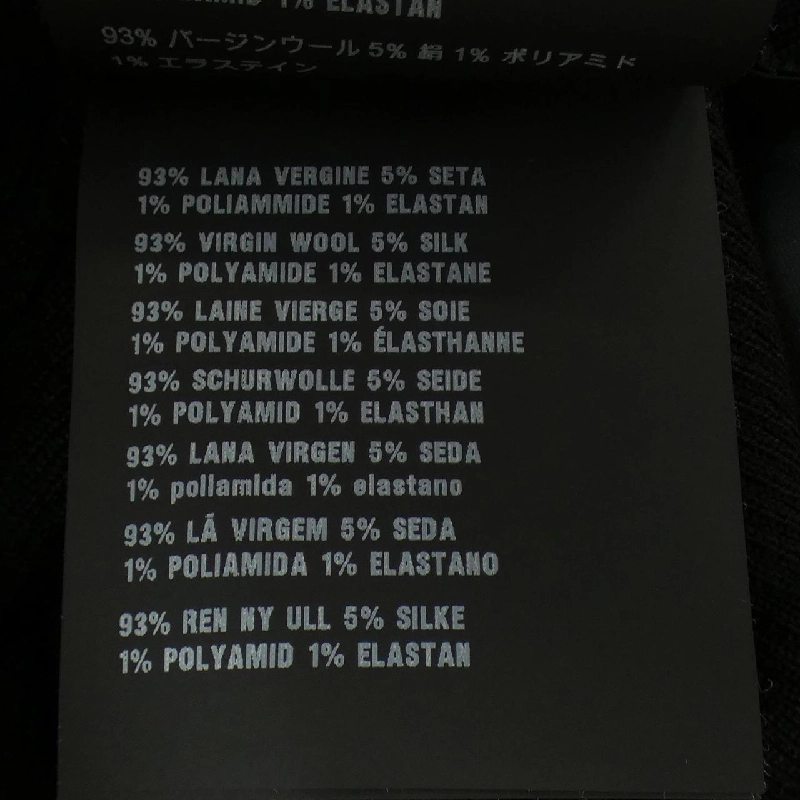 1% ELASTAN
93% バージンウール 5% 絹 1% ポリアミド
1% エラステイン
93% LANA VERGINE 5% SETA
1% POLIAMMIDE 1% ELASTAN
93% VIRGIN WOOL 5% SILK
1% POLYAMIDE 1% ELASTANE
93% LAINE VIERGE 5% SOIE
1% POLYAMIDE 1% ÉLASTHANNE
93% SCHURWOLLE 5% SEIDE
1% POLYAMID 1% ELASTHAN
93% LANA VIRGEN 5% SEDA
1% poliamida 1% elastano
93% LÃ VIRGEM 5% SEDA
1% POLIAMIDA 1% ELASTANO
93% REN NY ULL 5% SILKE
1% POLYAMID 1% ELASTAN